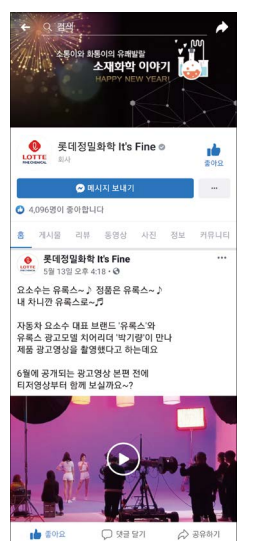 검색
소통이와 화통이의 유쾌발랄
소재화학 이야기
HAPPY NEW YEAR!
LOTTE
FINE CHEMICAL
롯데정밀화학 It's Fine
회사
좋아요
메시지 보내기
...
4,096명이 좋아합니다
홈 게시물 리뷰 동영상 사진 정보 커뮤니티
LOTTE
롯데정밀화학 It's Fine
5월 13일 오후 4:18 ·
...
요소수는 유록스~♪ 정품은 유록스~♪
내 차니깐 유록스로~♬
자동차 요소수 대표 브랜드 '유록스'와
유록스 광고모델 치어리더 '박기량'이 만나
제품 광고영상을 촬영했다고 하는데요
6월에 공개되는 광고영상 본편 전에
티저영상부터 함께 보실까요~?
좋아요 댓글 달기 공유하기